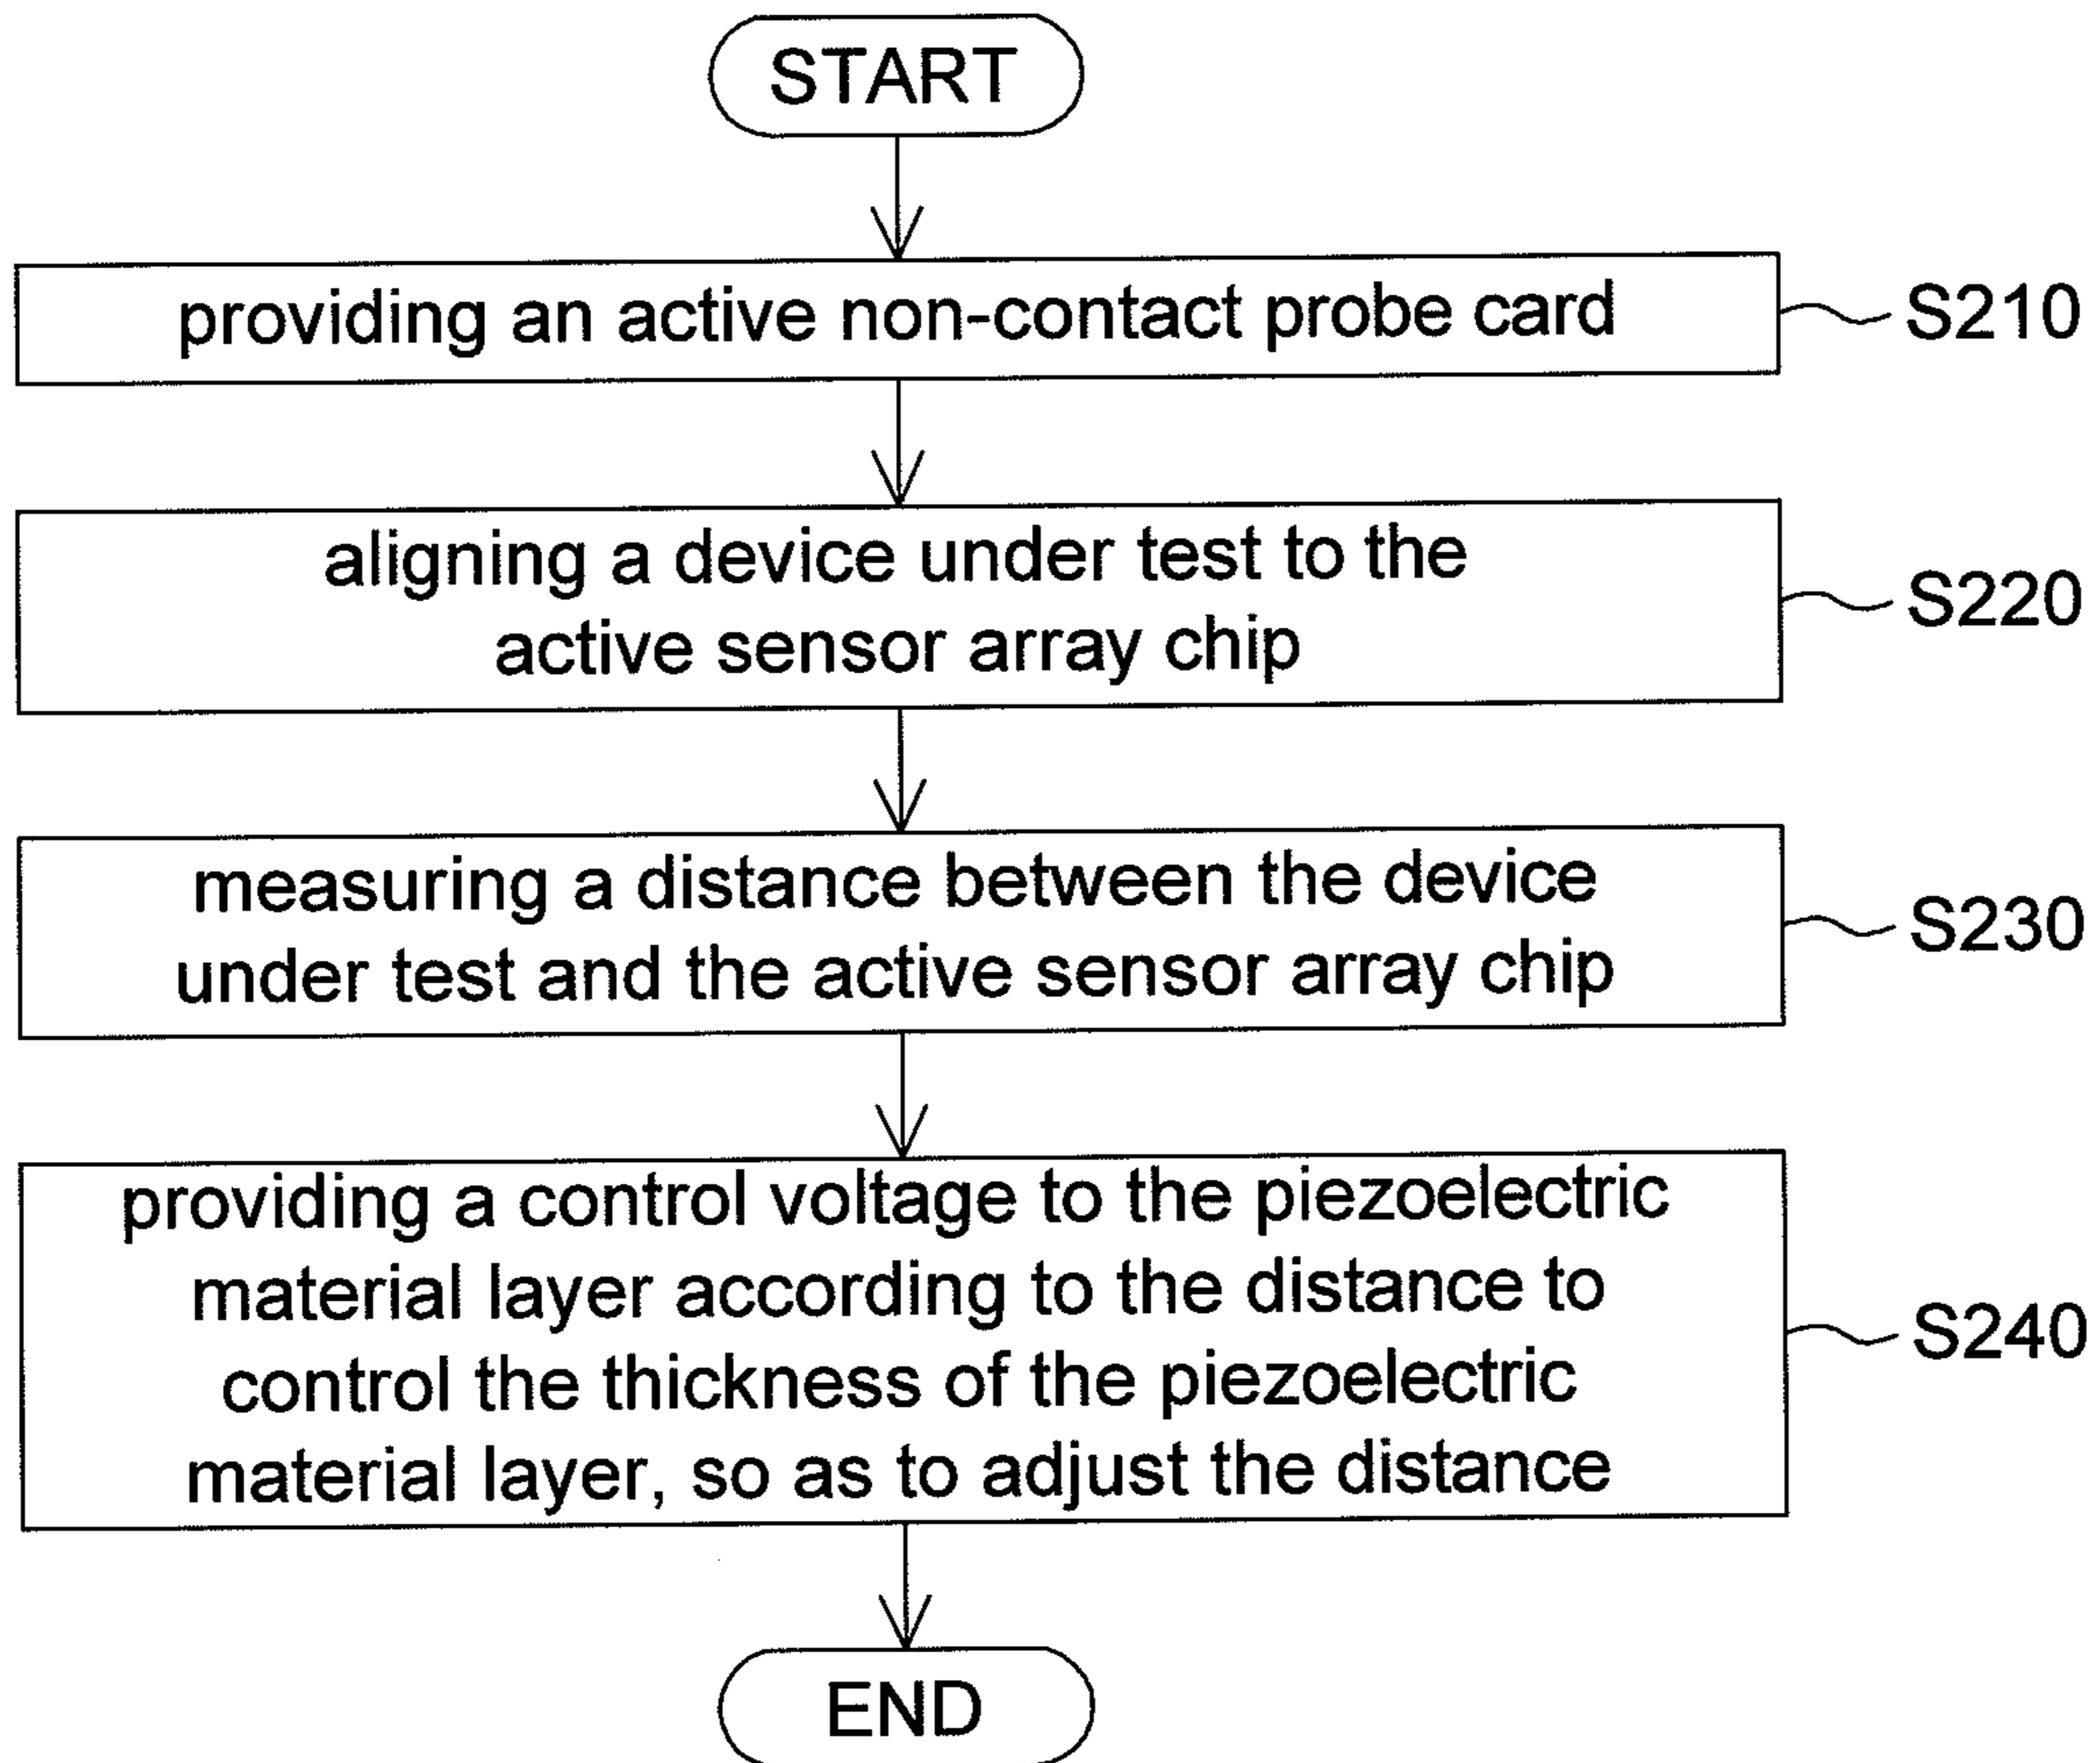 START
providing an active non-contact probe card
S210
aligning a device under test to the
active sensor array chip
S220
measuring a distance between the device
under test and the active sensor array chip
S230
providing a control voltage to the piezoelectric
material layer according to the distance to
control the thickness of the piezoelectric
material layer, so as to adjust the distance
S240
END